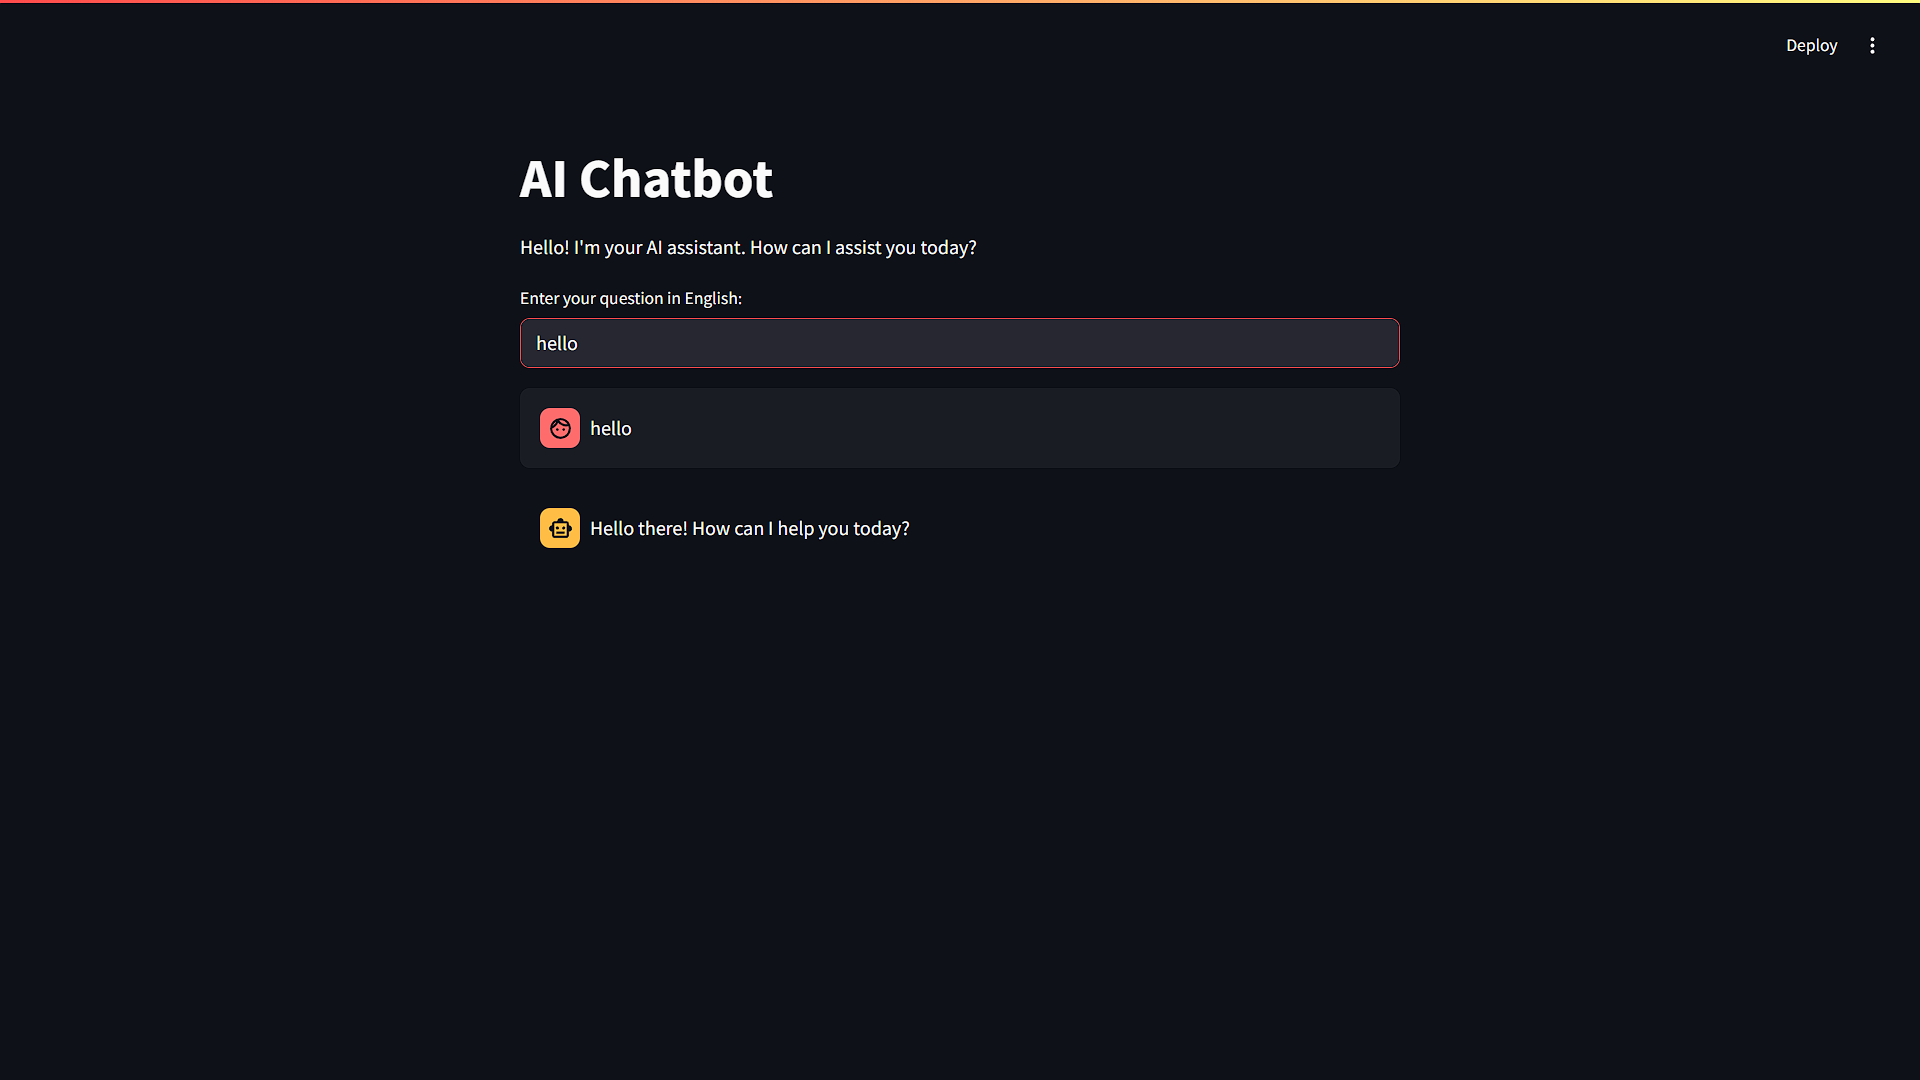 Deploy
AI Chatbot
Hello! I'm your AI assistant. How can I assist you today?
Enter your question in English:
hello
hello
Hello there! How can I help you today?